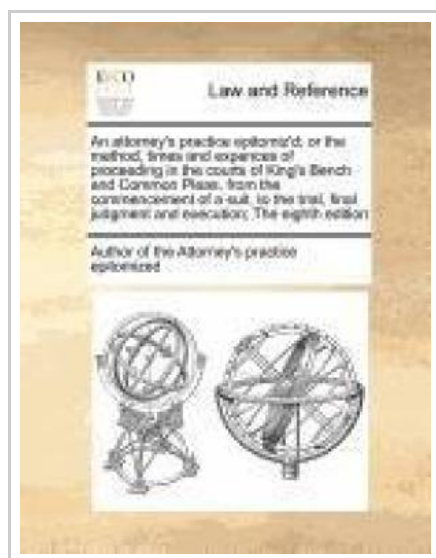 ECCO
Law and Reference
An attorney's practice epitomiz'd; or the
method, times and expences of
proceeding in the courts of King's Bench
and Common Pleas, from the
commencement of a suit, to the trial, final
judgment and execution; The eighth edition
Author of the Attorney's practice
epitomized